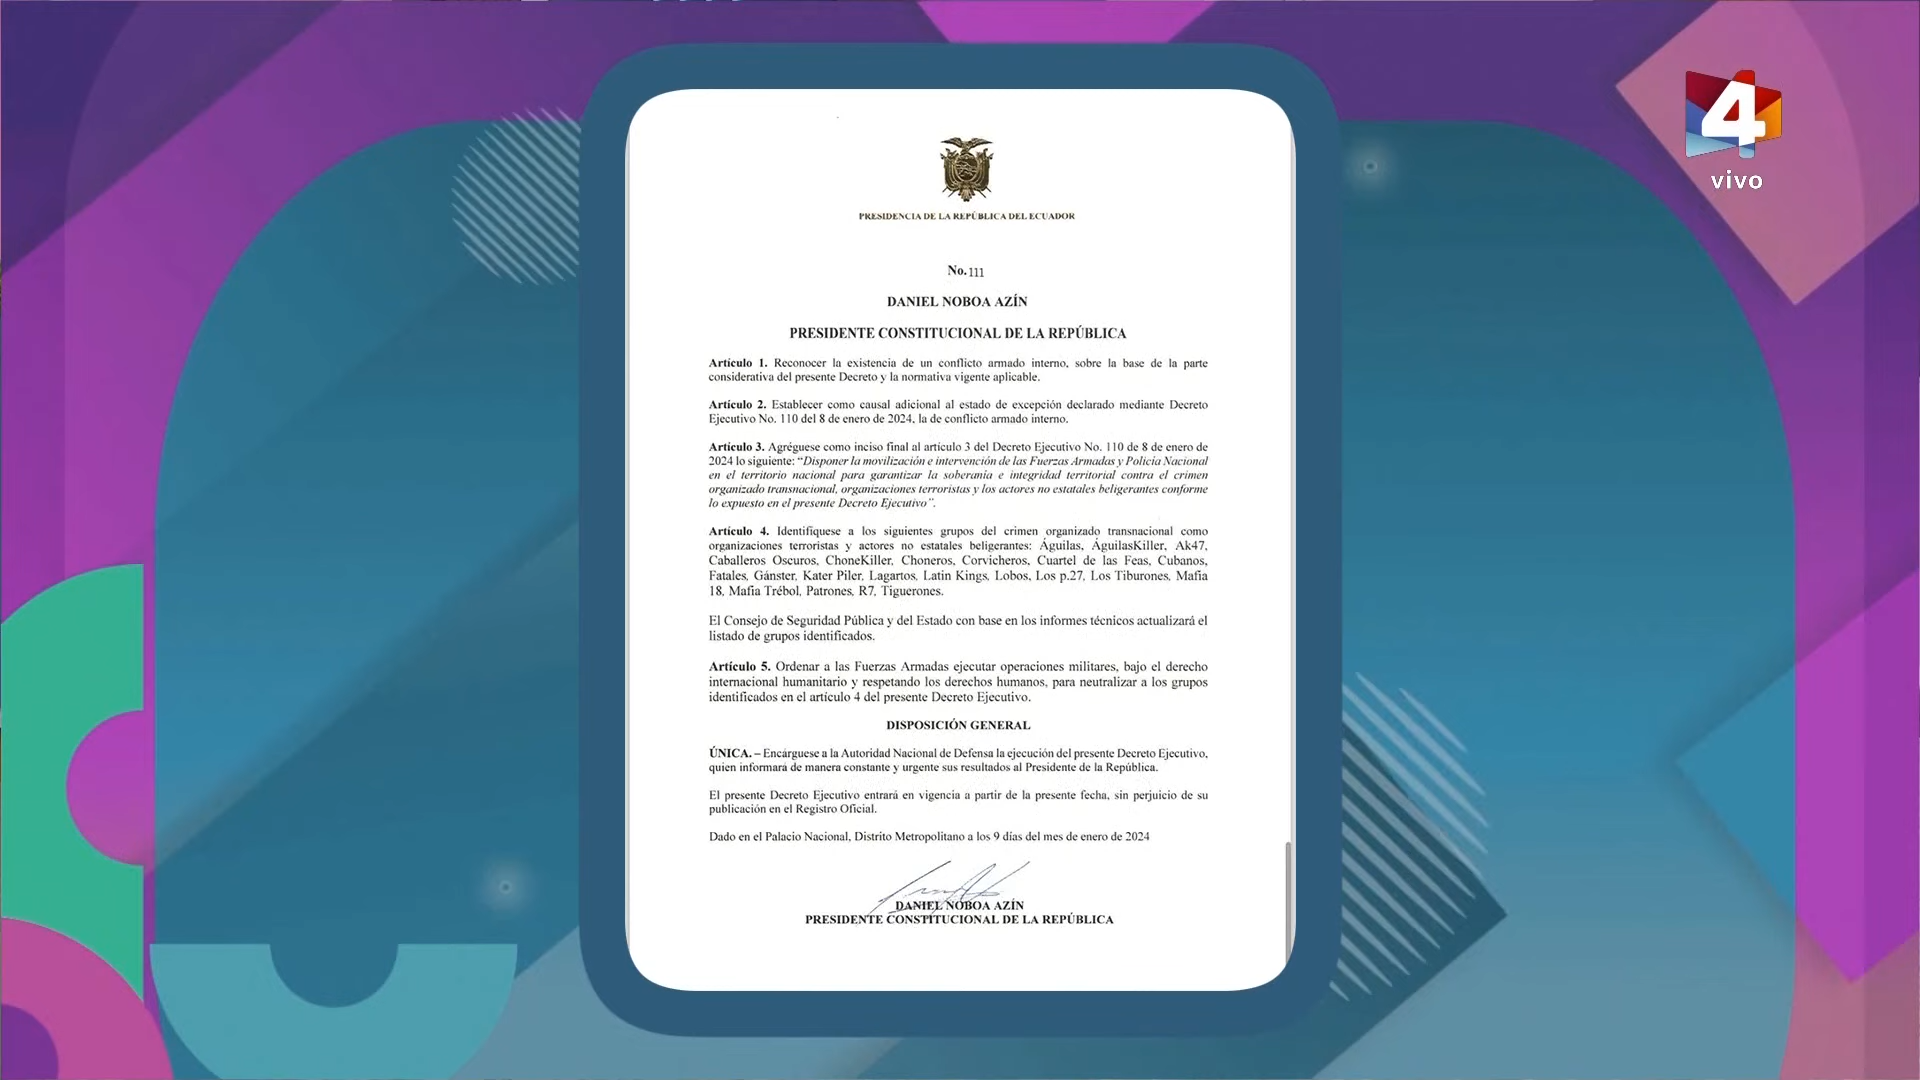 4
vivo
PRESIDENCIA DE LA REPÚBLICA DEL ECUADOR
No. 111
DANIEL NOBOA AZÍN
PRESIDENTE CONSTITUCIONAL DE LA REPÚBLICA
Artículo 1. Reconocer la existencia de un conflicto armado interno, sobre la base de la parte
considerativa del presente Decreto y la normativa vigente aplicable.
Artículo 2. Establecer como causal adicional al estado de excepción declarado mediante Decreto
Ejecutivo No. 110 del 8 de enero de 2024, la de conflicto armado interno.
Artículo 3. Agréguese como inciso final al artículo 3 del Decreto Ejecutivo No. 110 de 8 de enero de
2024 lo siguiente: “Disponer la movilización e intervención de las Fuerzas Armadas y Policía Nacional
en el territorio nacional para garantizar la soberanía e integridad territorial contra el crimen
organizado transnacional, organizaciones terroristas y los actores no estatales beligerantes conforme
lo expuesto en el presente Decreto Ejecutivo”.
Artículo 4. Identifíquese a los siguientes grupos del crimen organizado transnacional como
organizaciones terroristas y actores no estatales beligerantes: Águilas, ÁguilasKiller, Ak47,
Caballeros Oscuros, ChoneKiller, Choneros, Corvicheros, Cuartel de las Feas, Cubanos,
Fatales, Gánster, Kater Piler, Lagartos, Latin Kings, Lobos, Los p.27, Los Tiburones, Mafia
18, Mafia Trébol, Patrones, R7, Tiguerones.
El Consejo de Seguridad Pública y del Estado con base en los informes técnicos actualizará el
listado de grupos identificados.
Artículo 5. Ordenar a las Fuerzas Armadas ejecutar operaciones militares, bajo el derecho
internacional humanitario y respetando los derechos humanos, para neutralizar a los grupos
identificados en el artículo 4 del presente Decreto Ejecutivo.
DISPOSICIÓN GENERAL
ÚNICA. – Encárguese a la Autoridad Nacional de Defensa la ejecución del presente Decreto Ejecutivo,
quien informará de manera constante y urgente sus resultados al Presidente de la República.
El presente Decreto Ejecutivo entrará en vigencia a partir de la presente fecha, sin perjuicio de su
publicación en el Registro Oficial.
Dado en el Palacio Nacional, Distrito Metropolitano a los 9 días del mes de enero de 2024
DANIEL NOBOA AZÍN
PRESIDENTE CONSTITUCIONAL DE LA REPÚBLICA